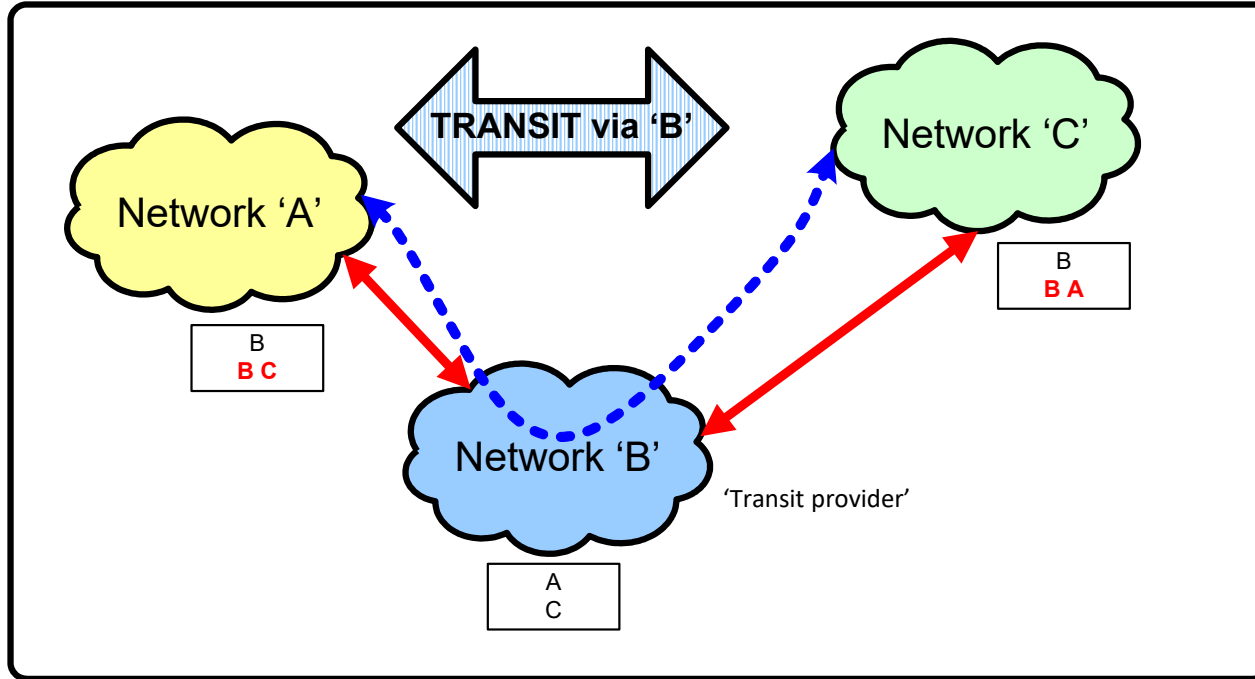 TRANSIT via ‘B’
Network ‘C’
Network ‘A’
B
B A
B
B C
Network ‘B’
‘Transit provider’
A
C